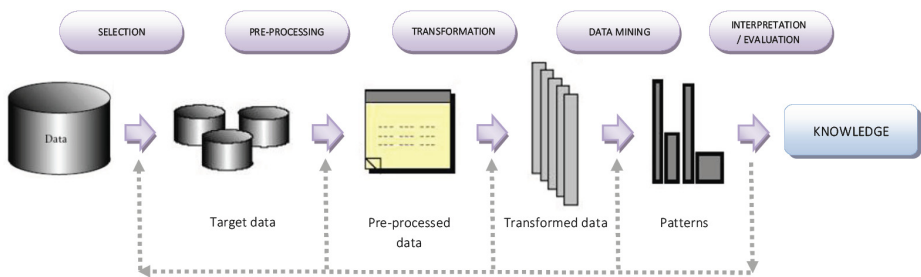 SELECTION
PRE-PROCESSING
TRANSFORMATION
DATA MINING
INTERPRETATION
/ EVALUATION
Data
KNOWLEDGE
Target data
Pre-processed
data
Transformed data
Patterns